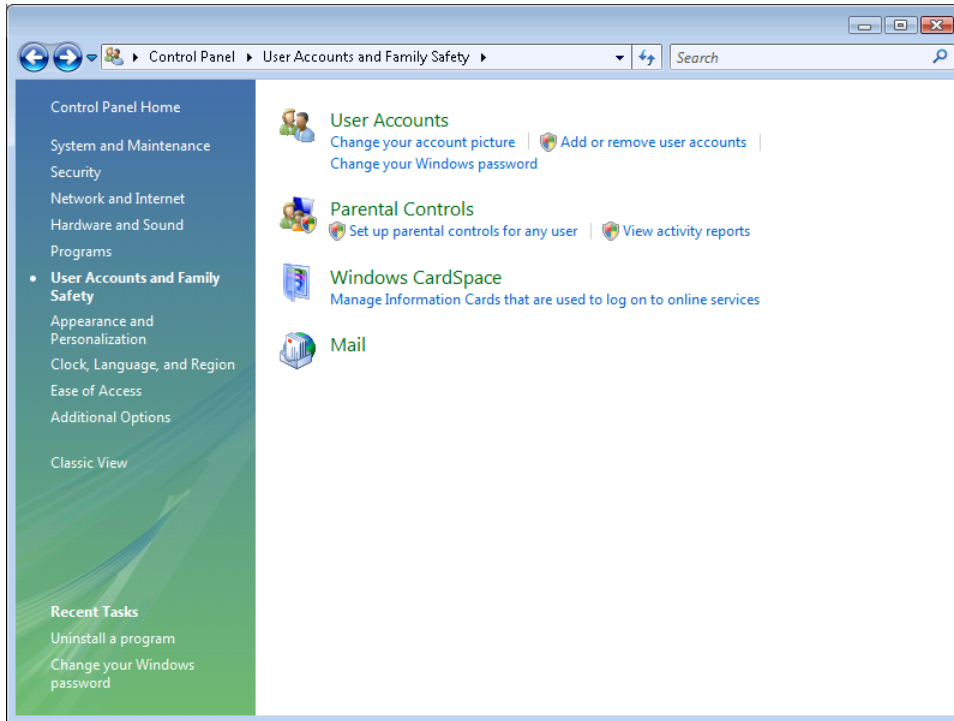 Control Panel User Accounts and Family Safety Search
Control Panel Home
System and Maintenance
Security
Network and Internet
Hardware and Sound
Programs
User Accounts and Family
Safety
Appearance and
Personalization
Clock, Language, and Region
Ease of Access
Additional Options
Classic View
Recent Tasks
Uninstall a program
Change your Windows
password
User Accounts
Change your account picture Add or remove user accounts
Change your Windows password
Parental Controls
Set up parental controls for any user View activity reports
Windows CardSpace
Manage Information Cards that are used to log on to online services
Mail